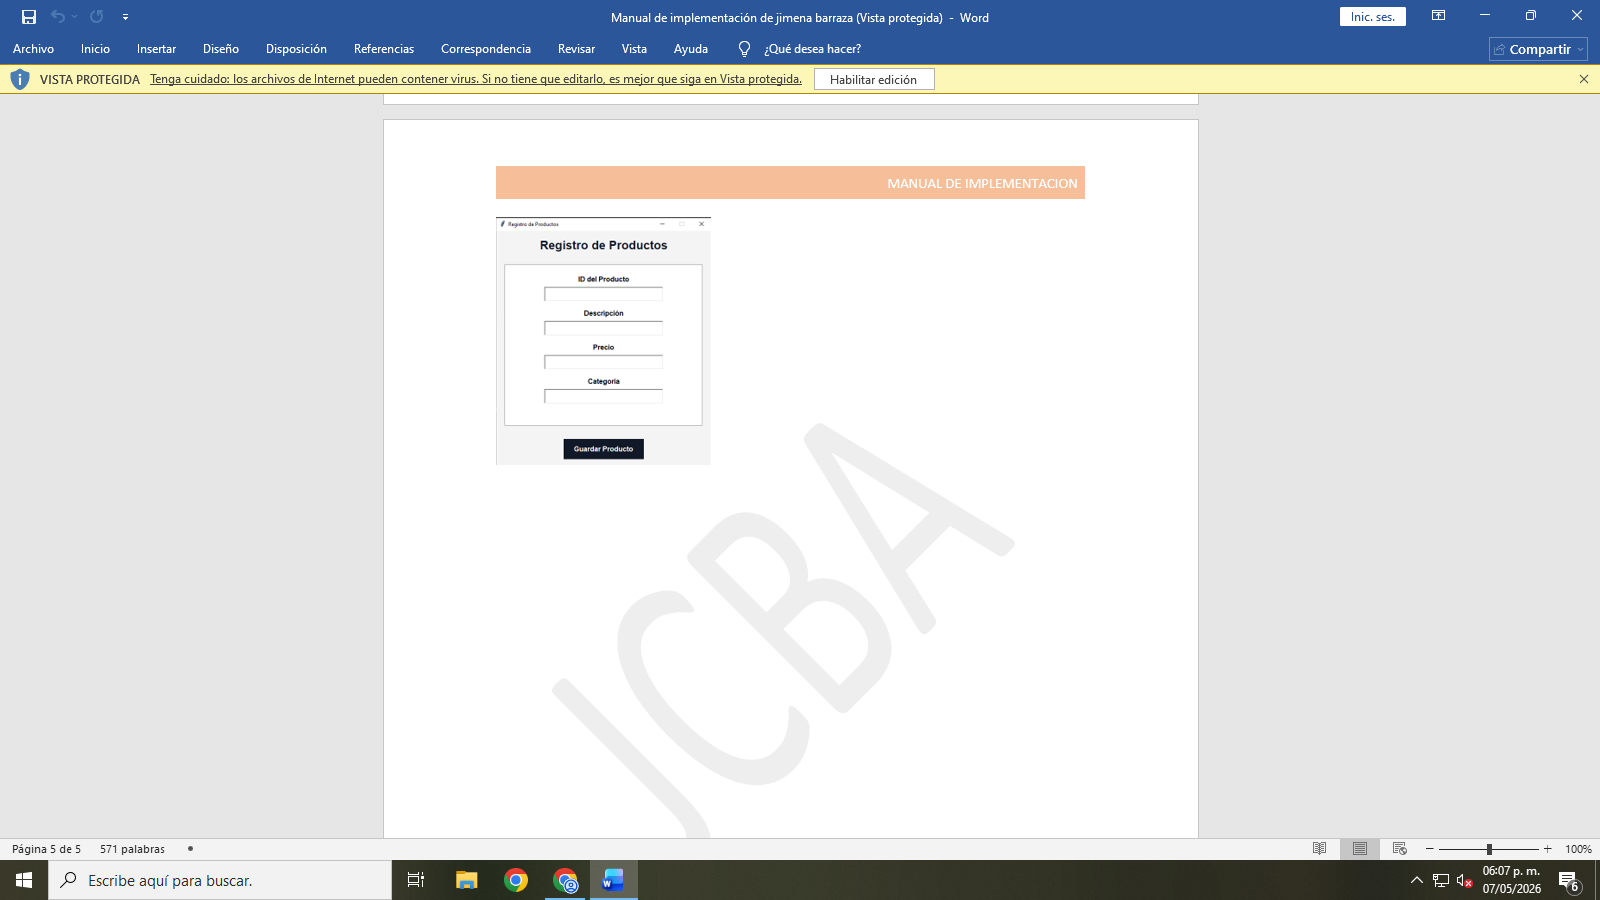 Manual de implementación de jimena barraza (Vista protegida) - Word
Inic. ses.
Archivo Inicio Insertar Diseño Disposición Referencias Correspondencia Revisar Vista Ayuda ¿Qué desea hacer? Compartir
VISTA PROTEGIDA Tenga cuidado: los archivos de Internet pueden contener virus. Si no tiene que editarlo, es mejor que siga en Vista protegida. Habilitar edición
MANUAL DE IMPLEMENTACION
Registro de Productos
Registro de Productos
ID del Producto
Descripción
Precio
Categoría
Guardar Producto
JCBA
Página 5 de 5 571 palabras 100%
Escribe aquí para buscar.
06:07 p. m.
07/05/2026
6